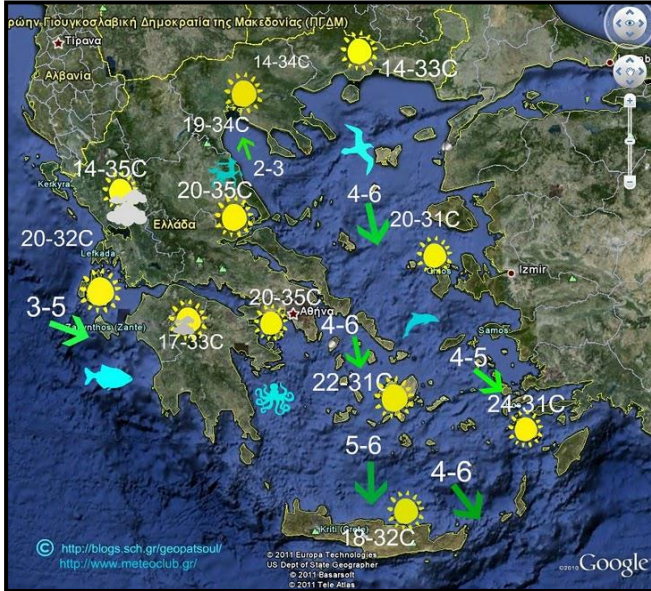 ρώην Γιουγκοσλαβική Δημοκρατία της Μακεδονίας (ΠΓΔΜ)
Τίρανα
Αλβανία
14-34C
14-33C
19-34C
2-3
14-35C
Kerkyra
20-35C
4-6
20-31C
Ελλάδα
20-32C
Lefkada
Izmir
3-5
Zakynthos (Zante)
17-33C
20-35C
Αθήνα
4-6
Samos
4-5
22-31C
24-31C
5-6
4-6
Kriti (Crete)
18-32C
© http://blogs.sch.gr/geopatsoul/
http://www.meteoclub.gr/
© 2011 Europa Technologies
US Dept of State Geographer
© 2011 Basarsoft
© 2011 Tele Atlas
©2010 Google